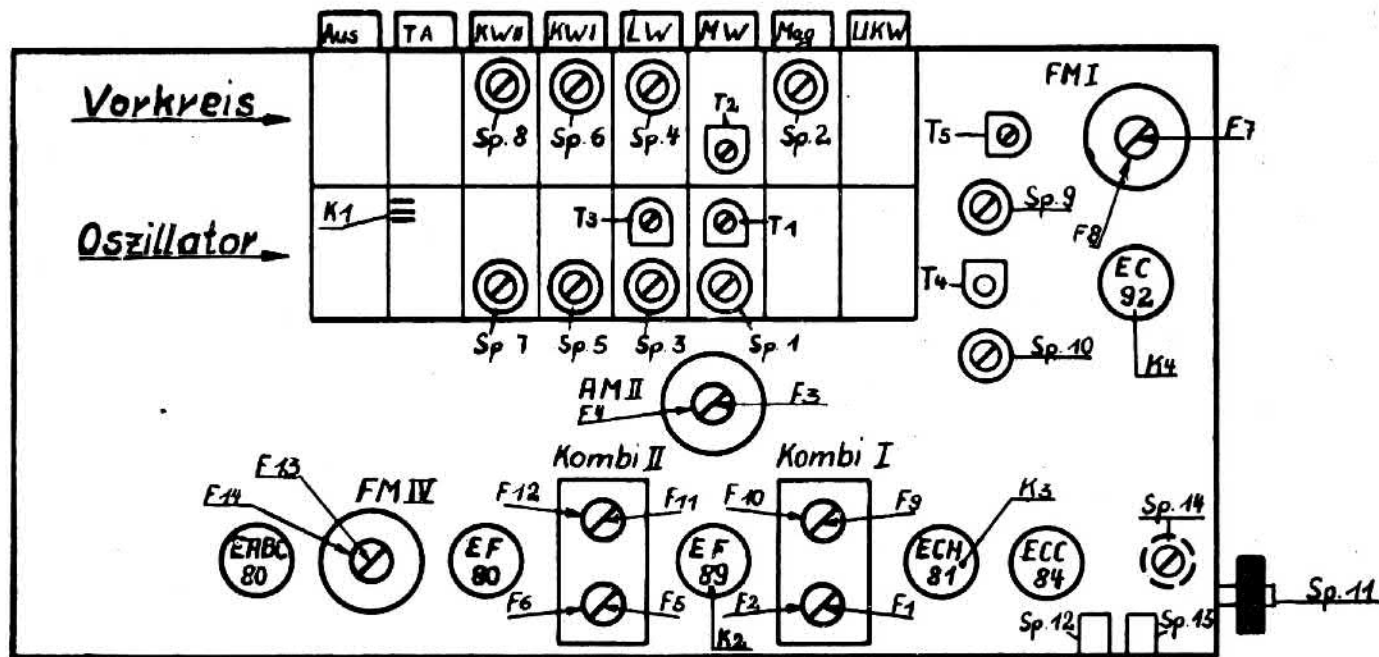 Aus TA KWII KWI LW MW Mag UKW
FM I
Vorkreis
T2
Sp.8 Sp.6 Sp.4 Sp.2
T5
F7
K1
T3
T1
Sp.9
F8
Oszillator
T4
EC
92
Sp 7 Sp.5 Sp.3 Sp.1
Sp.10
K4
AM II
F4
F3
Kombi II
Kombi I
F13
F14
FM IV
F12
F11
F10
F9
K3
Sp.14
EABC
80
EF
80
EF
89
ECH
81
ECC
84
F6
F5
F2
F1
Sp.11
K2
Sp.12
Sp.13